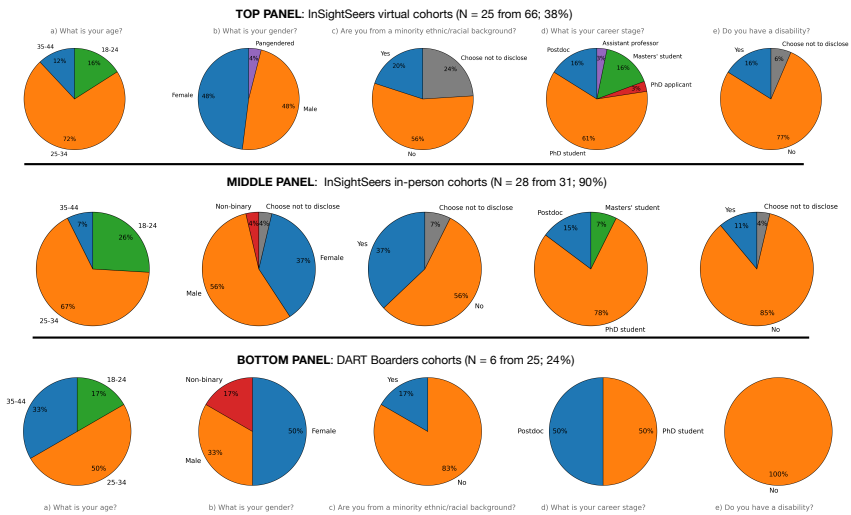 TOP PANEL: InSightSeers virtual cohorts (N = 25 from 66; 38%)
a) What is your age?
b) What is your gender?
c) Are you from a minority ethnic/racial background?
d) What is your career stage?
e) Do you have a disability?
35-44
18-24
12%
16%
72%
25-34
Pangendered
4%
Female
48%
48%
Male
Yes
20%
24%
Choose not to disclose
56%
No
Postdoc
Assistant professor
Masters' student
PhD applicant
16%
3%
16%
3%
61%
PhD student
Yes
Choose not to disclose
18%
6%
77%
No
MIDDLE PANEL: InSightSeers in-person cohorts (N = 28 from 31; 90%)
35-44
18-24
7%
26%
67%
25-34
Non-binary
Choose not to disclose
4%
4%
37%
Female
56%
Male
Choose not to disclose
7%
Yes
37%
56%
No
Postdoc
Masters' student
15%
7%
78%
PhD student
Yes
Choose not to disclose
11%
4%
85%
No
BOTTOM PANEL: DART Boarders cohorts (N = 6 from 25; 24%)
35-44
18-24
33%
17%
50%
25-34
Non-binary
17%
50%
Female
Male
33%
Yes
17%
83%
No
Postdoc
50%
50%
PhD student
100%
No
a) What is your age?
b) What is your gender?
c) Are you from a minority ethnic/racial background?
d) What is your career stage?
e) Do you have a disability?